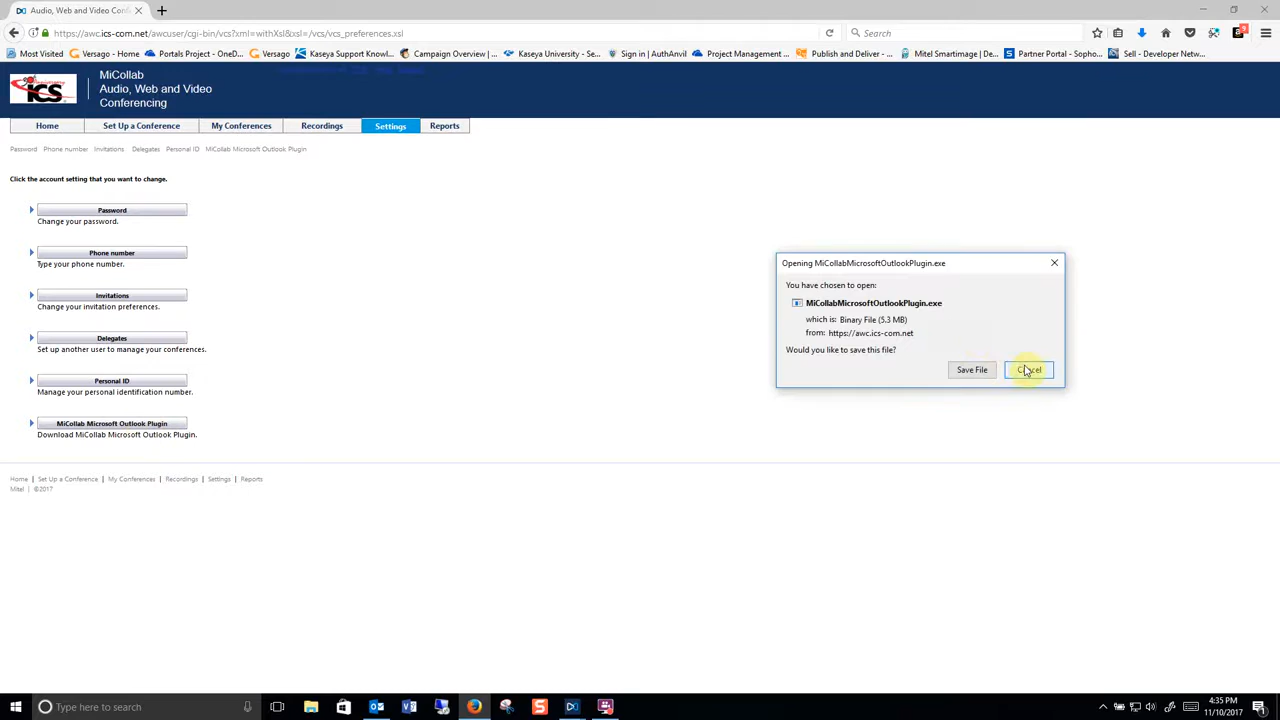 Audio, Web and Video Conf
https://awc.ics-com.net/awcuser/cgi-bin/vcs?xml=withXsl&xsl=/vcs/vcs_preferences.xsl
Search
Most Visited
Versago - Home
Portals Project - OneD...
Versago
Kaseya Support Knowl...
Campaign Overview | ...
Kaseya University - Se...
Sign in | AuthAnvil
Project Management ...
Publish and Deliver - ...
Mitel Smartimage | De...
Partner Portal - Sopho...
Sell - Developer Netw...
ICS
MiCollab
Audio, Web and Video
Conferencing
Home
Set Up a Conference
My Conferences
Recordings
Settings
Reports
Password Phone number Invitations Delegates Personal ID MiCollab Microsoft Outlook Plugin
Click the account setting that you want to change.
Password
Change your password.
Phone number
Type your phone number.
Invitations
Change your invitation preferences.
Delegates
Set up another user to manage your conferences.
Personal ID
Manage your personal identification number.
MiCollab Microsoft Outlook Plugin
Download MiCollab Microsoft Outlook Plugin.
Opening MiCollabMicrosoftOutlookPlugin.exe
You have chosen to open:
MiCollabMicrosoftOutlookPlugin.exe
which is: Binary File (5.3 MB)
from: https://awc.ics-com.net
Would you like to save this file?
Save File
Cancel
Home | Set Up a Conference | My Conferences | Recordings | Settings | Reports
Mitel | ©2017
Type here to search
4:35 PM
11/10/2017